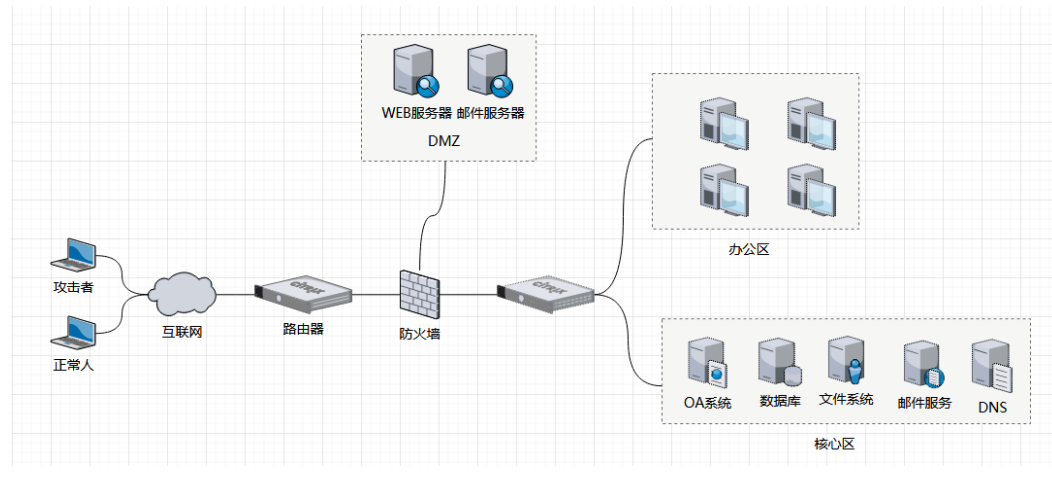 WEB服务器 邮件服务器
DMZ
办公区
攻击者
正常人
互联网
citrix
路由器
防火墙
citrix
OA系统
数据库
文件系统
邮件服务
DNS
核心区